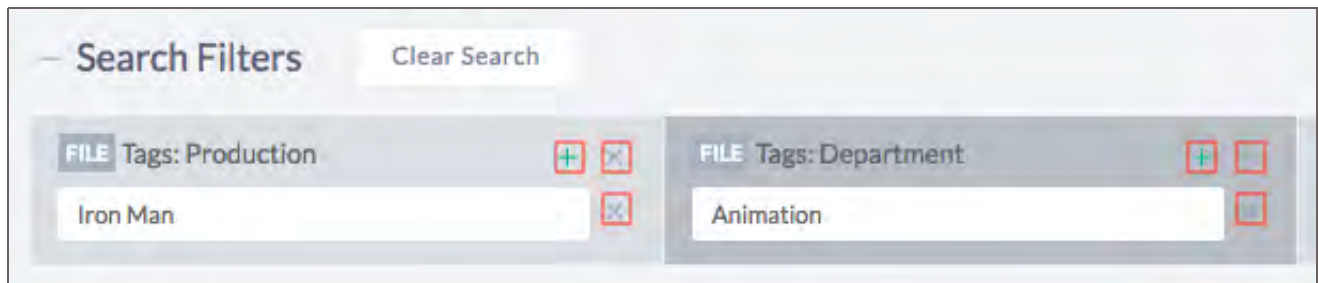 — Search Filters
Clear Search
FILE Tags: Production + ×
Iron Man ×
FILE Tags: Department +
Animation